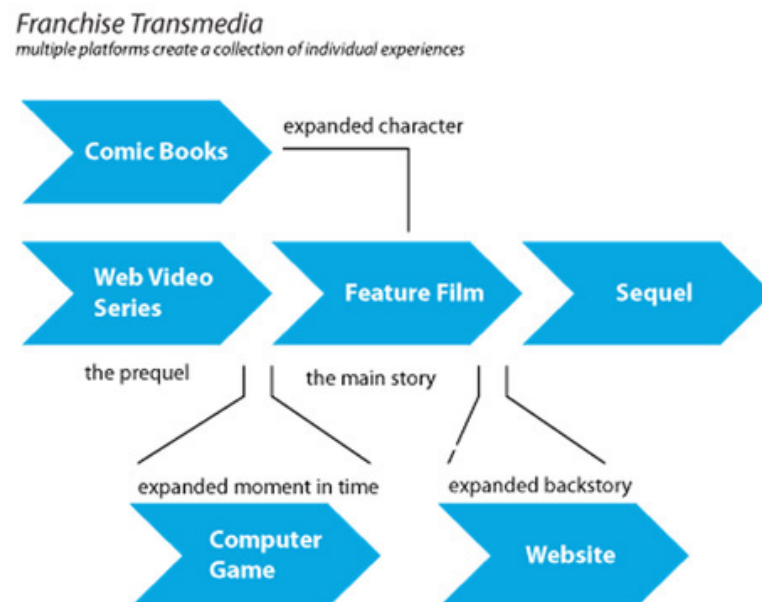 Franchise Transmedia
multiple platforms create a collection of individual experiences
expanded character
Comic Books
Web Video
Series
Feature Film
Sequel
the prequel
the main story
expanded moment in time
expanded backstory
Computer
Game
Website